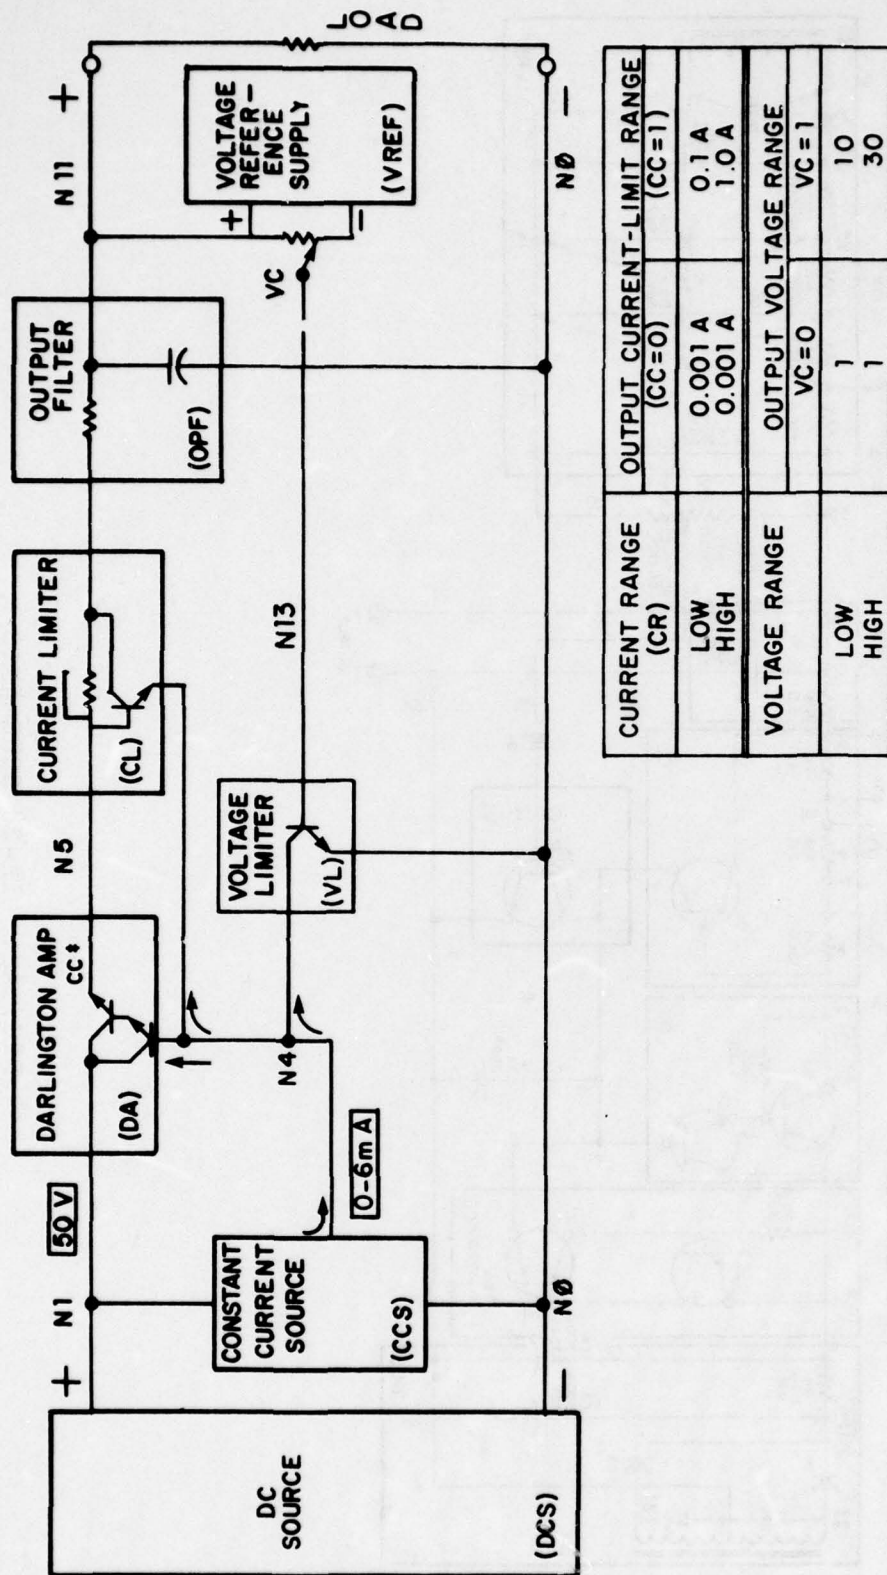 DC
SOURCE
(DCS)
+
N1
50 V
−
NØ
CONSTANT
CURRENT
SOURCE
(CCS)
0-6m A
DARLINGTON AMP
CC*
(DA)
N4
N5
CURRENT LIMITER
(CL)
VOLTAGE
LIMITER
(VL)
N13
OUTPUT
FILTER
(OPF)
N 11
+
VC
+
−
VOLTAGE
REFER-
ENCE
SUPPLY
(VREF)
LOAD
NØ
−
CURRENT RANGE
(CR)
OUTPUT CURRENT-LIMIT RANGE
(CC=0) (CC=1)
LOW 0.001 A 0.1 A
HIGH 0.001 A 1.0 A
VOLTAGE RANGE
OUTPUT VOLTAGE RANGE
VC=0 VC = 1
LOW 1 10
HIGH 1 30